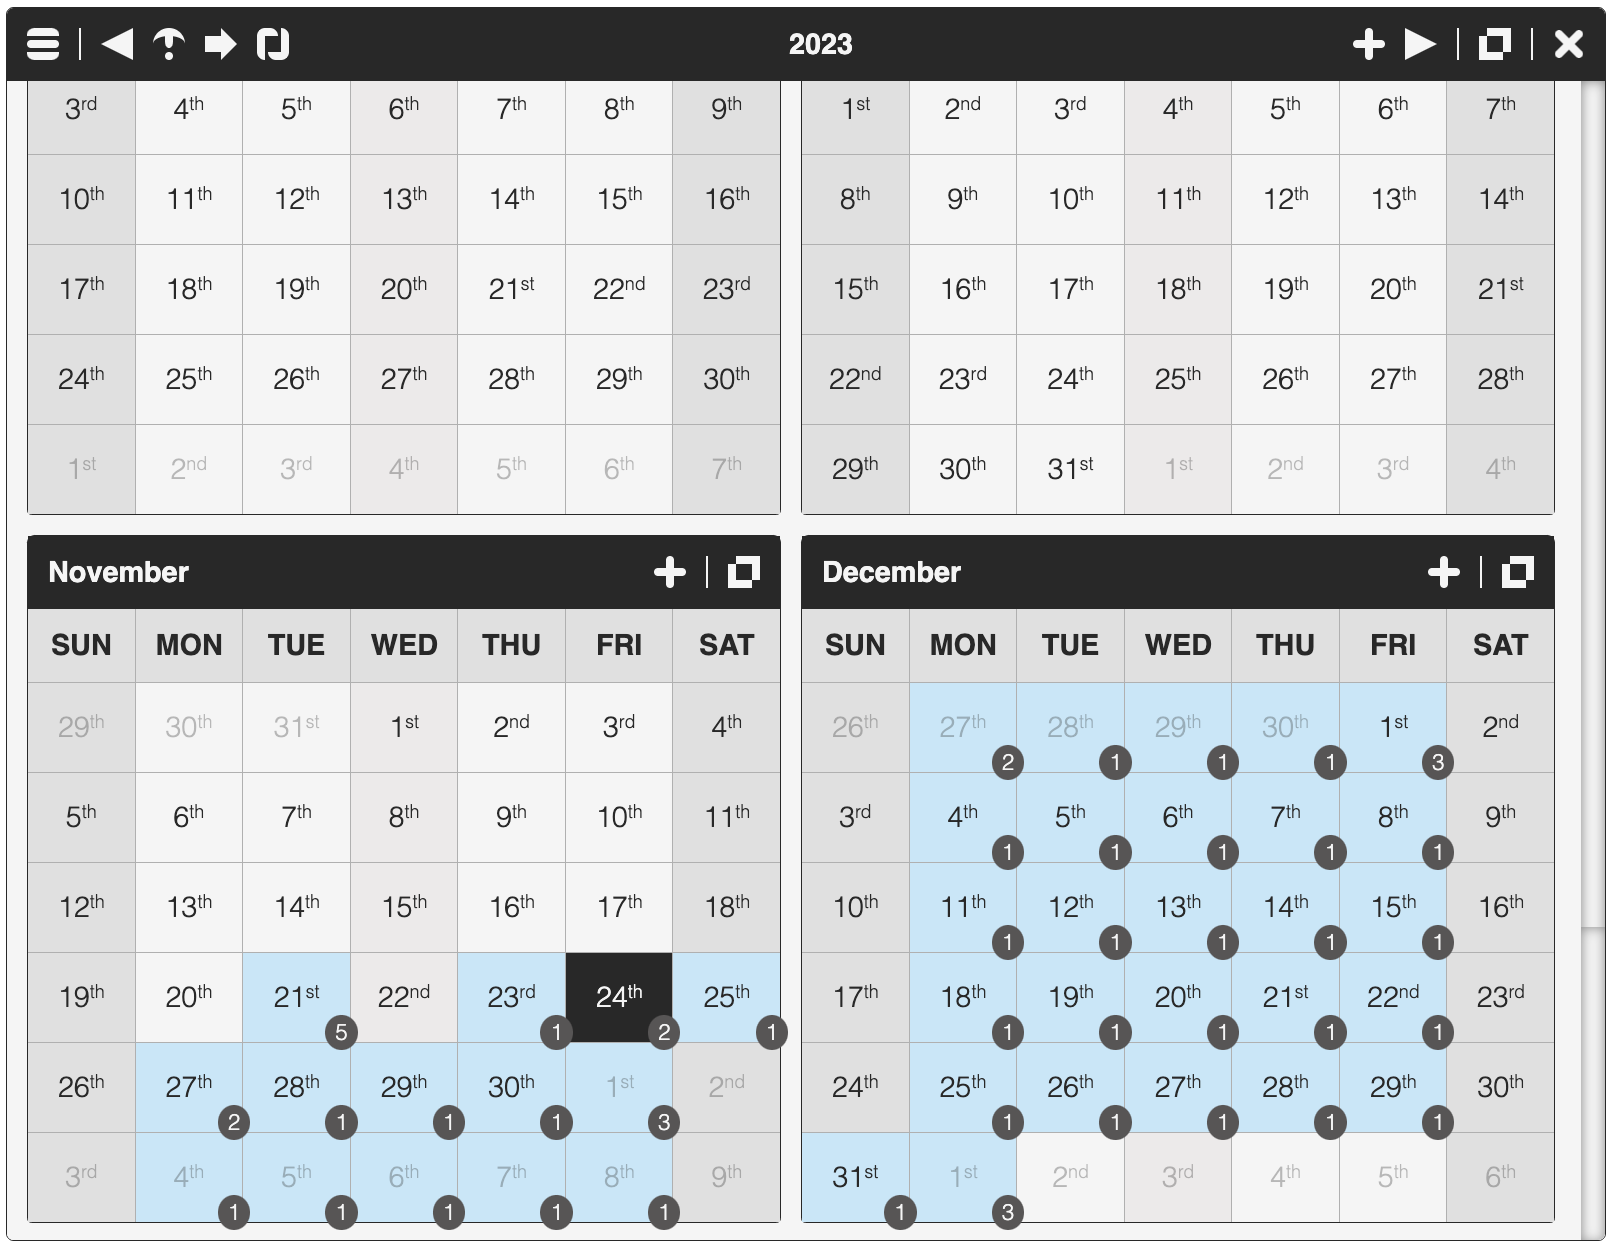 2023
3rd 4th 5th 6th 7th 8th 9th
10th 11th 12th 13th 14th 15th 16th
17th 18th 19th 20th 21st 22nd 23rd
24th 25th 26th 27th 28th 29th 30th
1st 2nd 3rd 4th 5th 6th 7th
1st 2nd 3rd 4th 5th 6th 7th
8th 9th 10th 11th 12th 13th 14th
15th 16th 17th 18th 19th 20th 21st
22nd 23rd 24th 25th 26th 27th 28th
29th 30th 31st 1st 2nd 3rd 4th
November
SUN MON TUE WED THU FRI SAT
29th 30th 31st 1st 2nd 3rd 4th
5th 6th 7th 8th 9th 10th 11th
12th 13th 14th 15th 16th 17th 18th
19th 20th 21st 22nd 23rd 24th 25th
5 1 2 1
26th 27th 28th 29th 30th 1st 2nd
2 1 1 1 3
3rd 4th 5th 6th 7th 8th 9th
1 1 1 1 1
December
SUN MON TUE WED THU FRI SAT
26th 27th 28th 29th 30th 1st 2nd
2 1 1 1 3
3rd 4th 5th 6th 7th 8th 9th
1 1 1 1 1
10th 11th 12th 13th 14th 15th 16th
1 1 1 1 1
17th 18th 19th 20th 21st 22nd 23rd
1 1 1 1 1
24th 25th 26th 27th 28th 29th 30th
1 1 1 1 1
31st 1st 2nd 3rd 4th 5th 6th
1 3